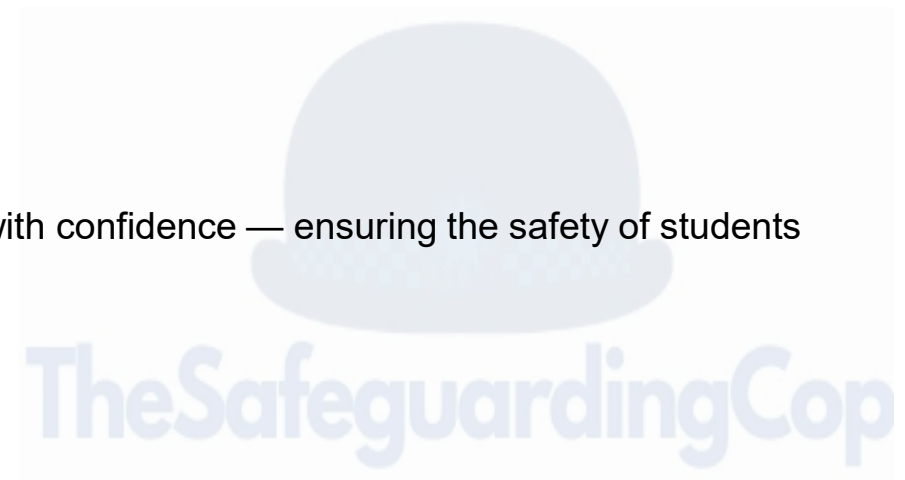 with confidence — ensuring the safety of students
TheSafeguardingCop